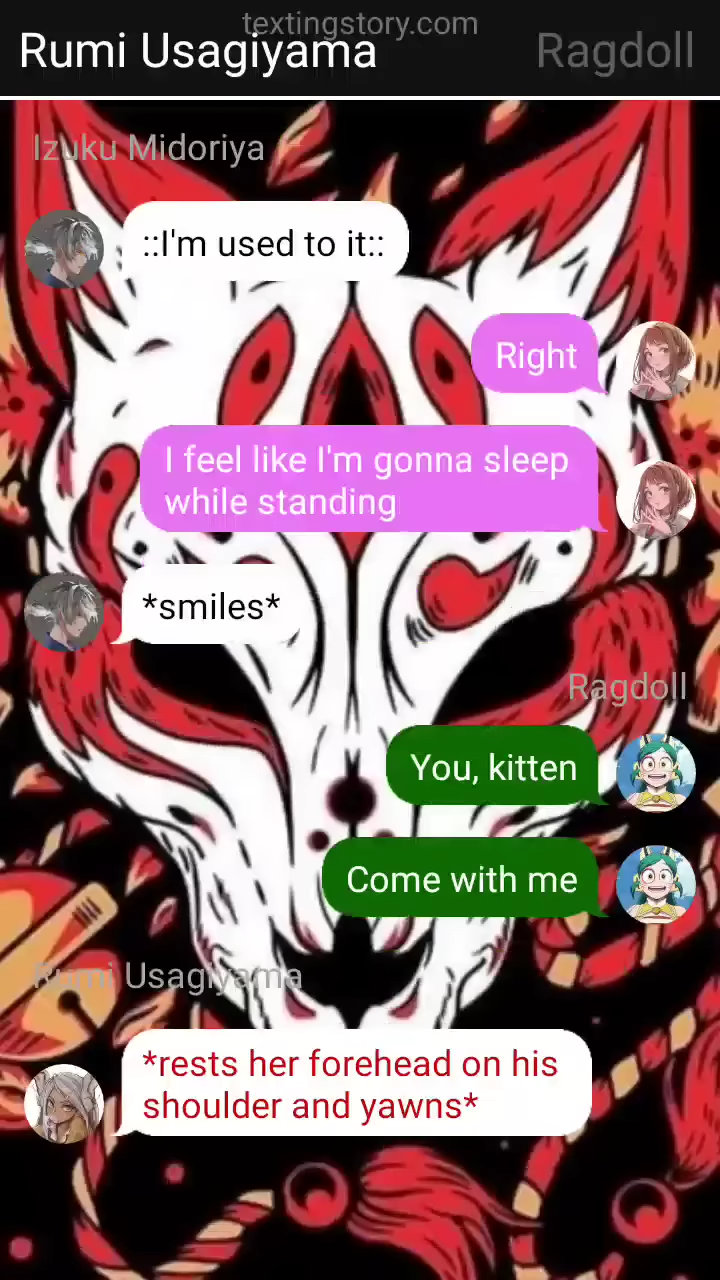 textingstory.com
Rumi Usagiyama
Ragdoll
Izuku Midoriya
::I'm used to it::
Right
I feel like I'm gonna sleep
while standing
*smiles*
Ragdoll
You, kitten
Come with me
Rumi Usagiyama
*rests her forehead on his
shoulder and yawns*